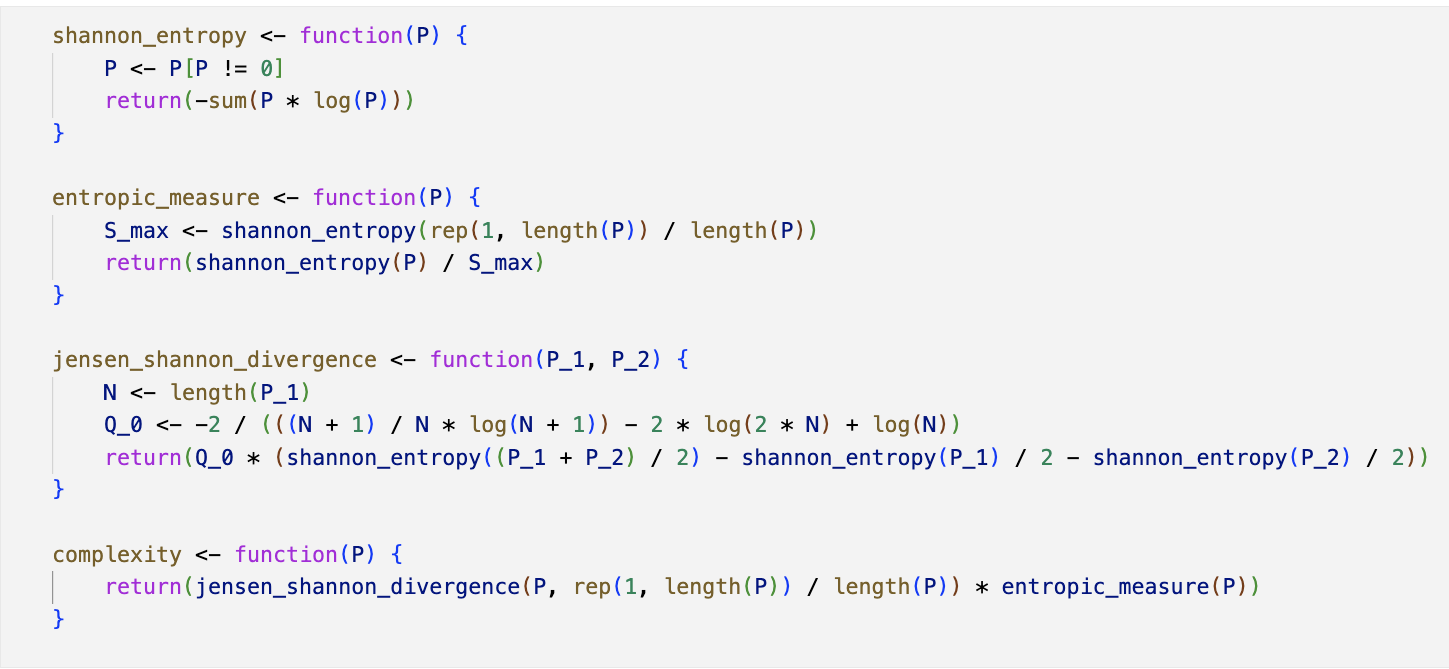 shannon_entropy <- function(P) {
    P <- P[P != 0]
    return(-sum(P * log(P)))
}

entropic_measure <- function(P) {
    S_max <- shannon_entropy(rep(1, length(P)) / length(P))
    return(shannon_entropy(P) / S_max)
}

jensen_shannon_divergence <- function(P_1, P_2) {
    N <- length(P_1)
    Q_0 <- -2 / (((N + 1) / N * log(N + 1)) - 2 * log(2 * N) + log(N))
    return(Q_0 * (shannon_entropy((P_1 + P_2) / 2) - shannon_entropy(P_1) / 2 - shannon_entropy(P_2) / 2))
}

complexity <- function(P) {
    return(jensen_shannon_divergence(P, rep(1, length(P)) / length(P)) * entropic_measure(P))
}